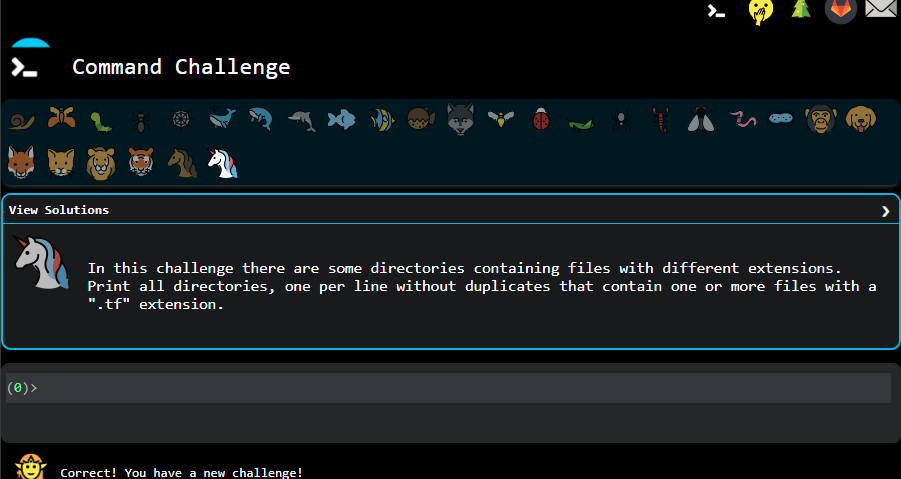 Command Challenge
View Solutions
In this challenge there are some directories containing files with different extensions.
Print all directories, one per line without duplicates that contain one or more files with a
".tf" extension.
(0)>
Correct! You have a new challenge!